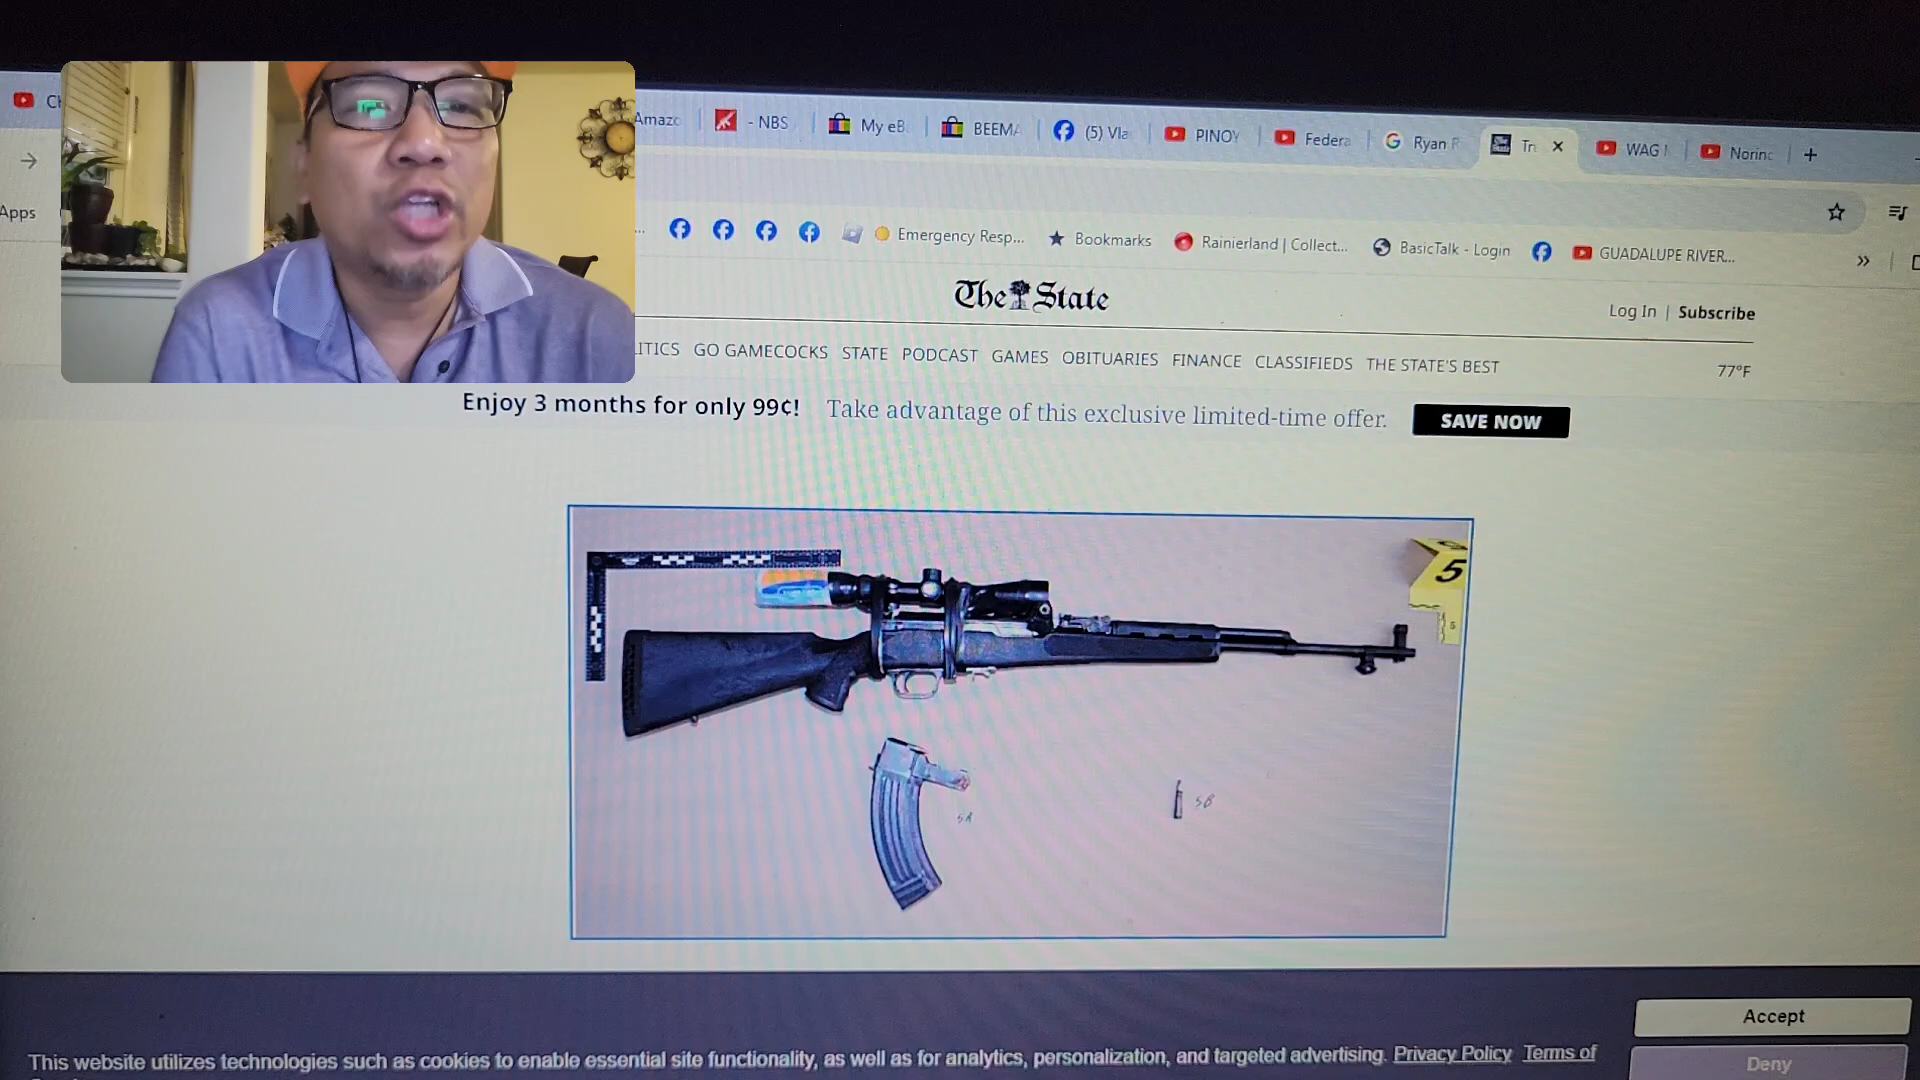 Amazo
- NBS
My eB
BEEMA
(5) Vla
PINOY
Federa
Ryan R
Tr
WAG
Norinc
Apps
Emergency Resp...
Bookmarks
Rainierland | Collect...
BasicTalk - Login
GUADALUPE RIVER...
The State
Log In | Subscribe
ITICS GO GAMECOCKS STATE PODCAST GAMES OBITUARIES FINANCE CLASSIFIEDS THE STATE'S BEST
77°F
Enjoy 3 months for only 99¢! Take advantage of this exclusive limited-time offer. SAVE NOW
5
5
5A
5B
Accept
This website utilizes technologies such as cookies to enable essential site functionality, as well as for analytics, personalization, and targeted advertising. Privacy Policy Terms of
Deny